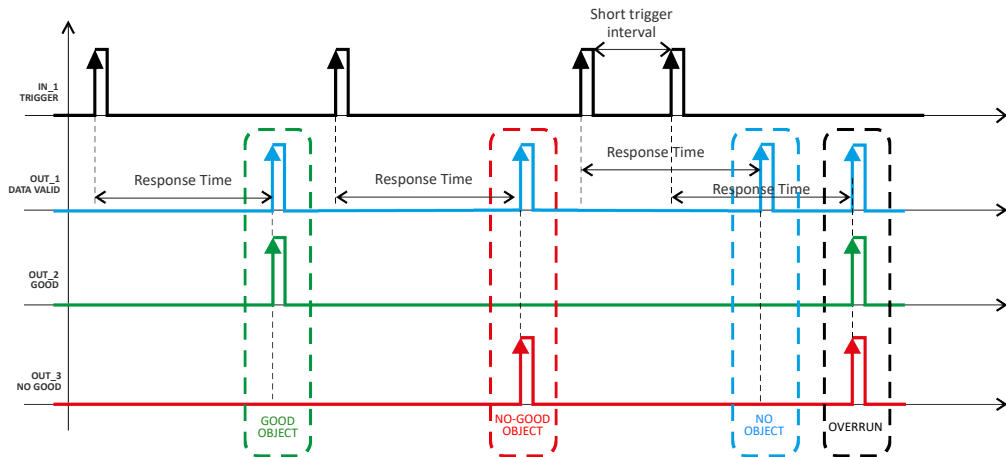 Short trigger
interval
IN_1
TRIGGER
Response Time
OUT_1
DATA VALID
Response Time
Response Time
Response Time
OUT_2
GOOD
OUT_3
NO GOOD
GOOD
OBJECT
NO-GOOD
OBJECT
NO
OBJECT
OVERRUN